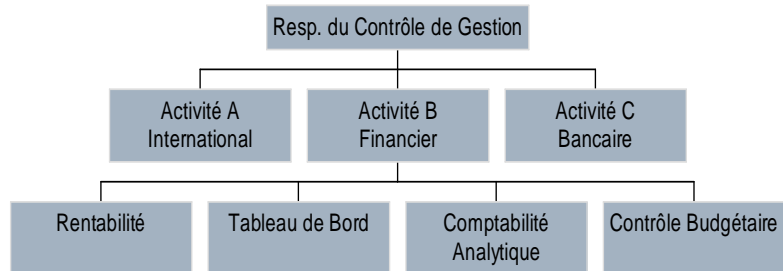 Resp. du Contrôle de Gestion
Activité A
International
Activité B
Financier
Activité C
Bancaire
Rentabilité
Tableau de Bord
Comptabilité
Analytique
Contrôle Budgétaire